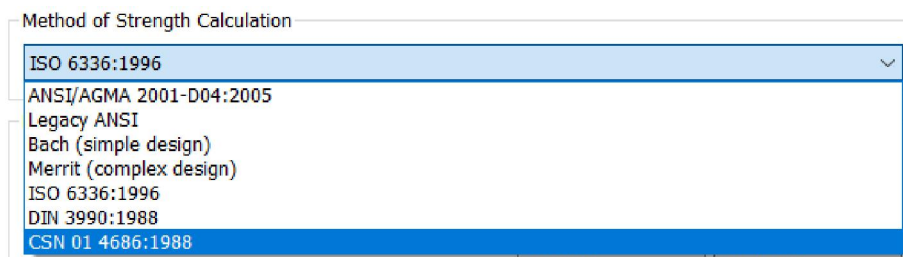 Method of Strength Calculation
ISO 6336:1996
ANSI/AGMA 2001-D04:2005
Legacy ANSI
Bach (simple design)
Merrit (complex design)
ISO 6336:1996
DIN 3990:1988
CSN 01 4686:1988